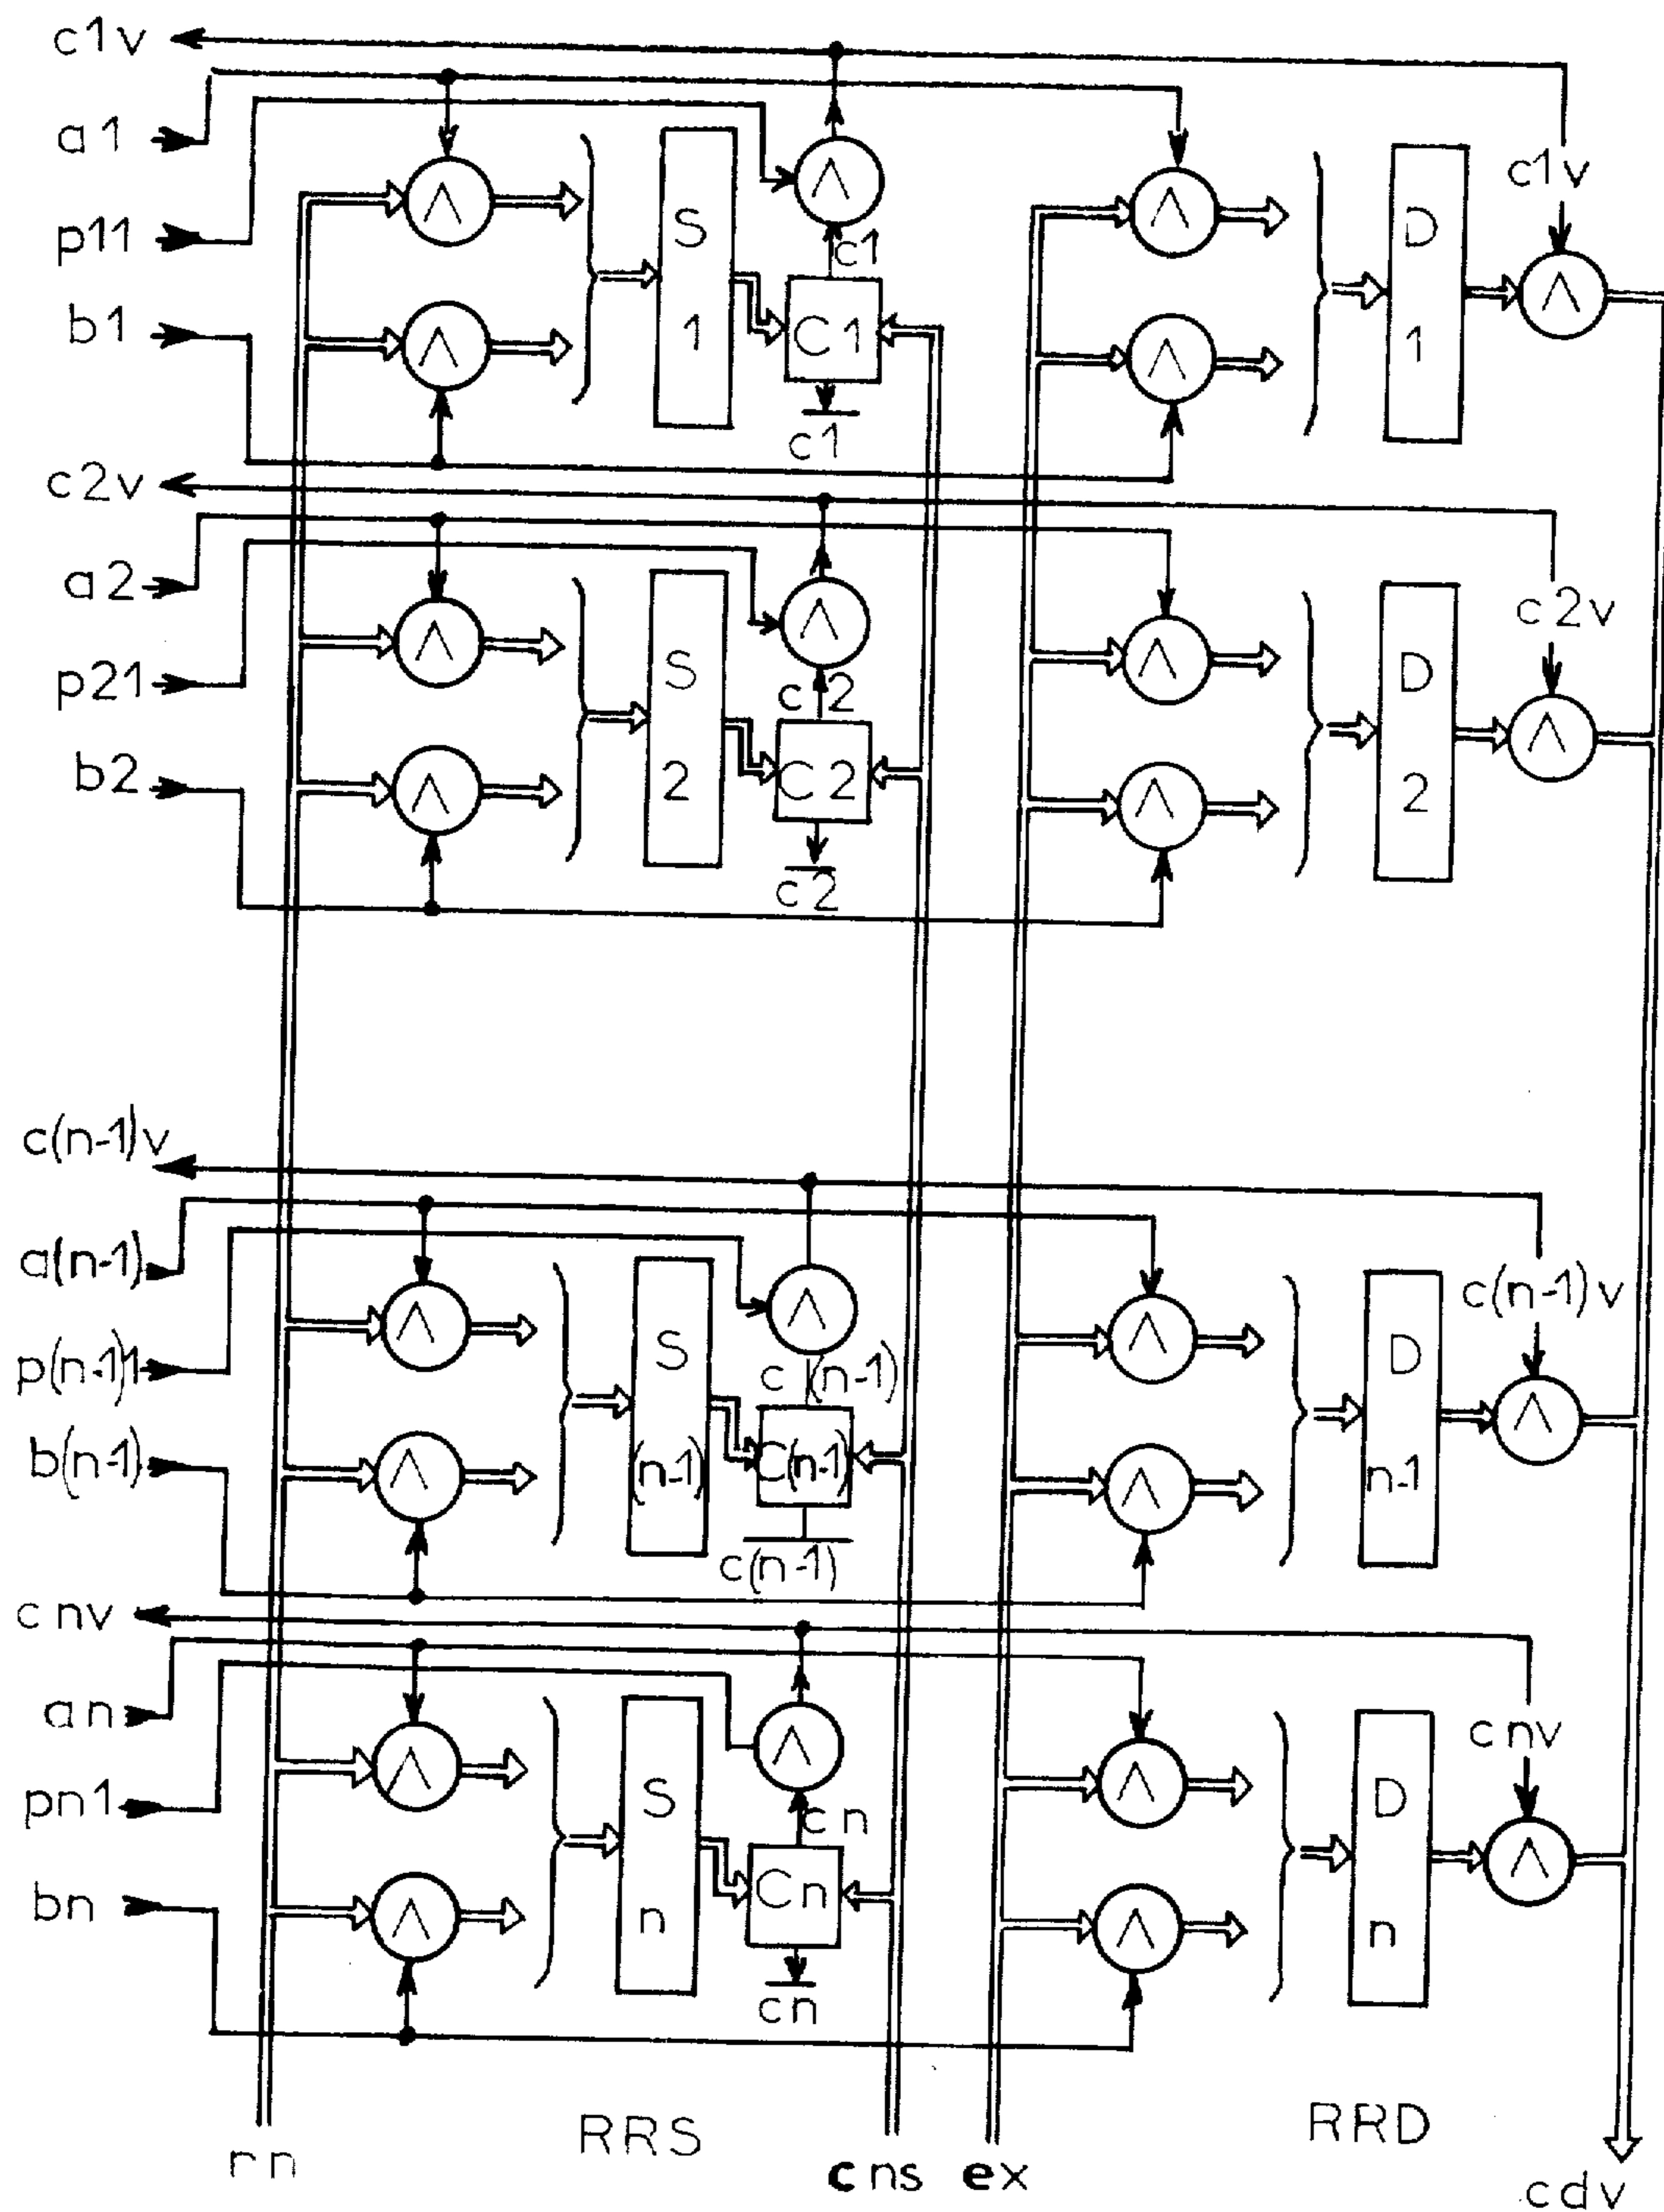 c1v
a1
p11
b1
Λ
Λ
S
1
Λ
c1
C1
c1
Λ
Λ
D
1
c1v
Λ
c2v
a2
p21
b2
Λ
Λ
S
2
Λ
c2
C2
c2
Λ
Λ
D
2
c2v
Λ
c(n-1)v
a(n-1)
p(n-1)1
b(n-1)
Λ
Λ
S
(n-1)
Λ
c(n-1)
C(n-1)
c(n-1)
Λ
Λ
D
n-1
c(n-1)v
Λ
cnv
an
pn1
bn
Λ
Λ
S
n
Λ
cn
Cn
cn
Λ
Λ
D
n
cnv
Λ
rn
RRS
cns
ex
RRD
cdv